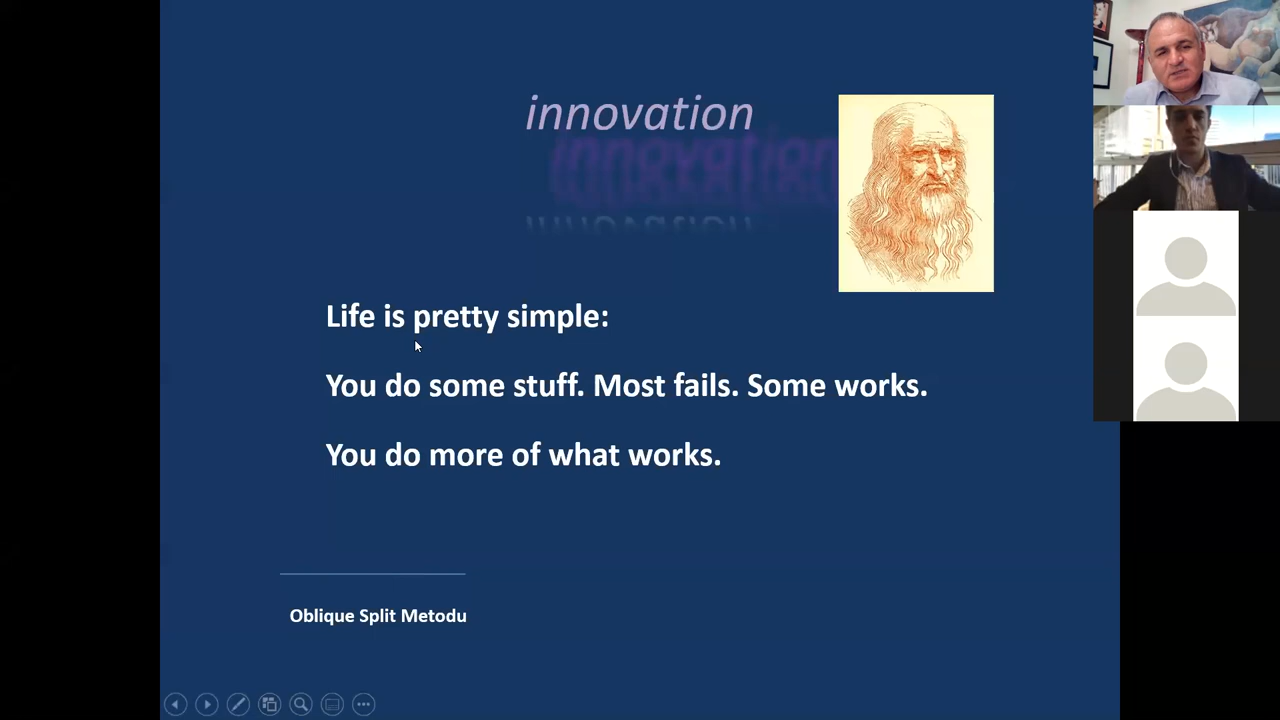 innovation
Life is pretty simple:
You do some stuff. Most fails. Some works.
You do more of what works.
Oblique Split Metodu